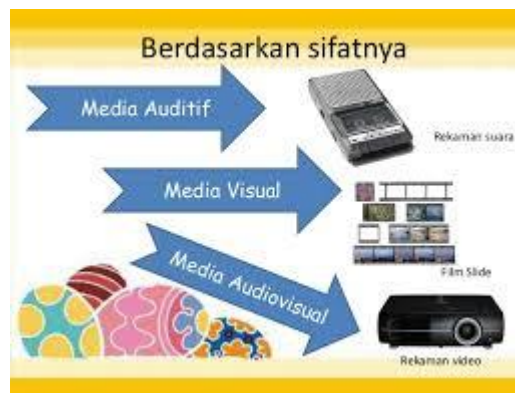 Berdasarkan sifatnya
Media Auditif
Rekaman suara
Media Visual
Film Slide
Media Audiovisual
Rekaman video